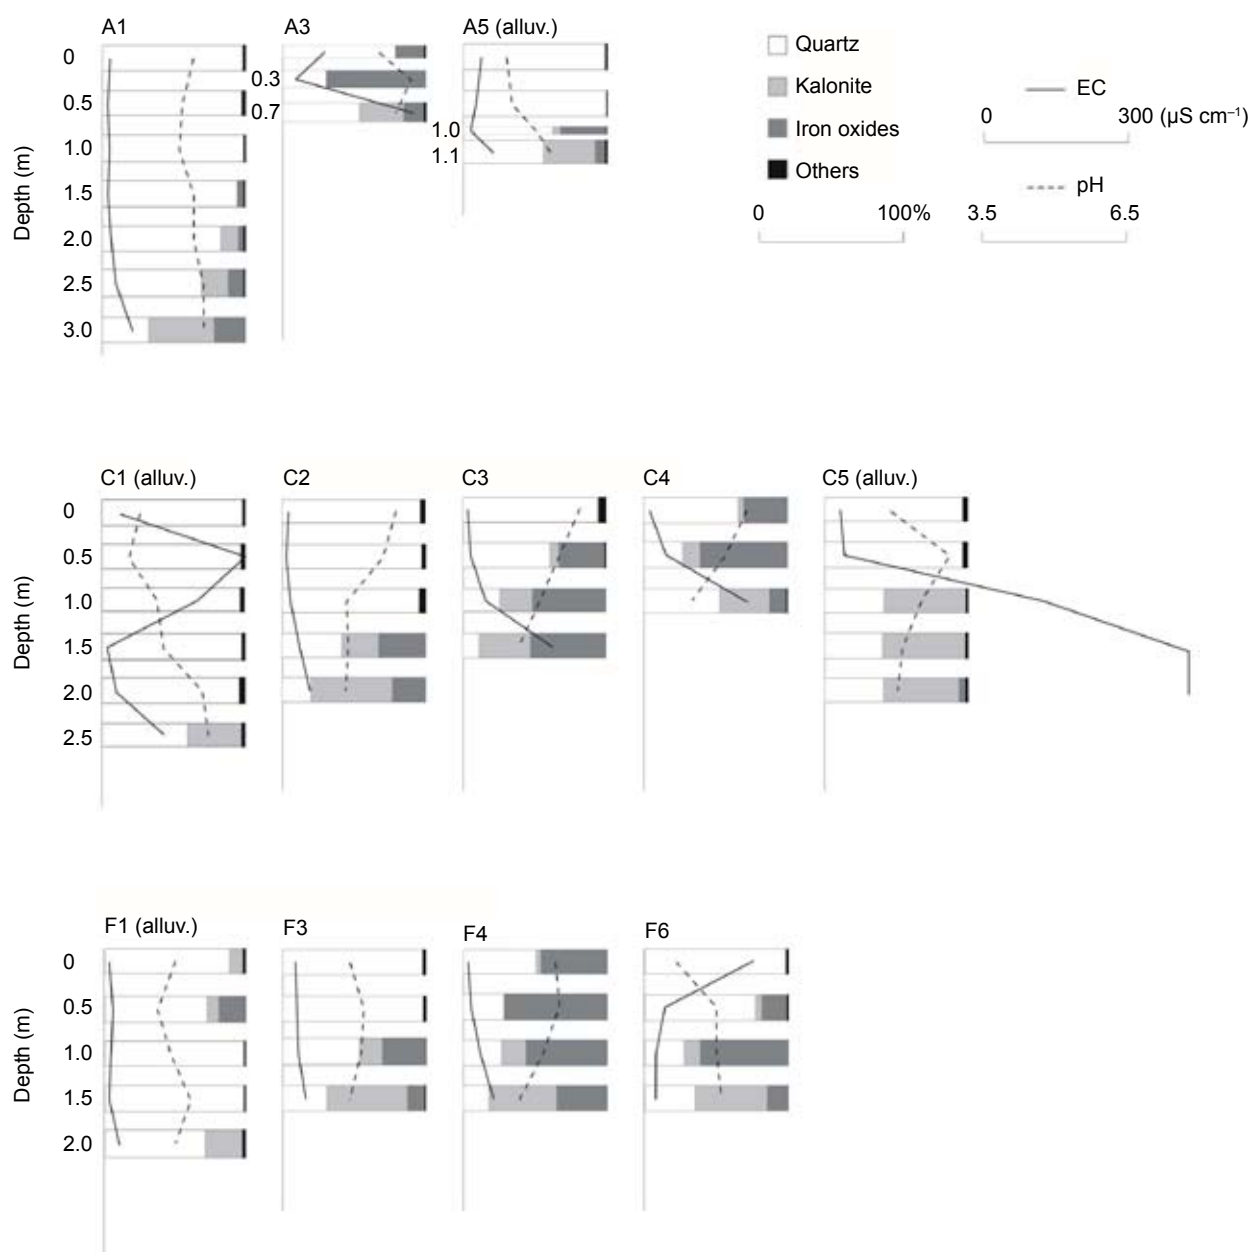 A1
A3
A5 (alluv.)
0
0.5
1.0
1.5
2.0
2.5
3.0
Depth (m)
0.3
0.7
1.0
1.1
Quartz
Kalonite
Iron oxides
Others
0 100%
EC
0 300 (µS cm–1)
pH
3.5 6.5
C1 (alluv.)
C2
C3
C4
C5 (alluv.)
0
0.5
1.0
1.5
2.0
2.5
Depth (m)
F1 (alluv.)
F3
F4
F6
0
0.5
1.0
1.5
2.0
Depth (m)